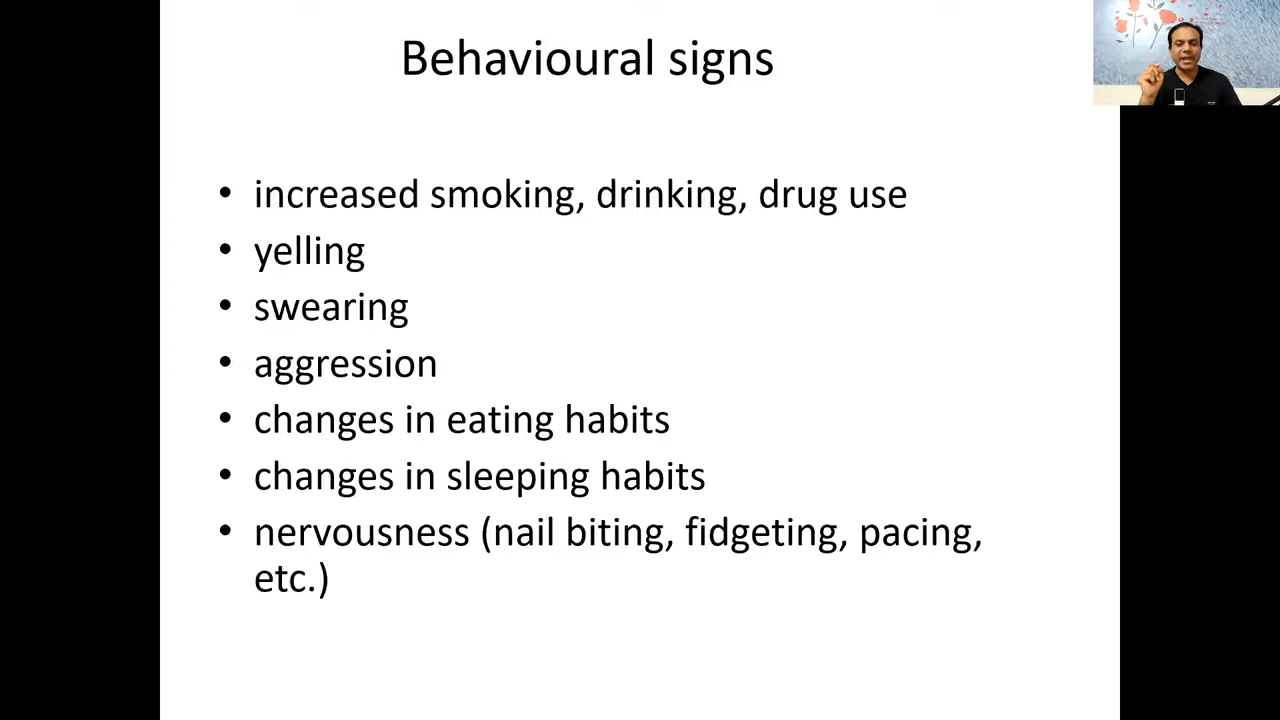 Behavioural signs
• increased smoking, drinking, drug use
• yelling
• swearing
• aggression
• changes in eating habits
• changes in sleeping habits
• nervousness (nail biting, fidgeting, pacing,
etc.)